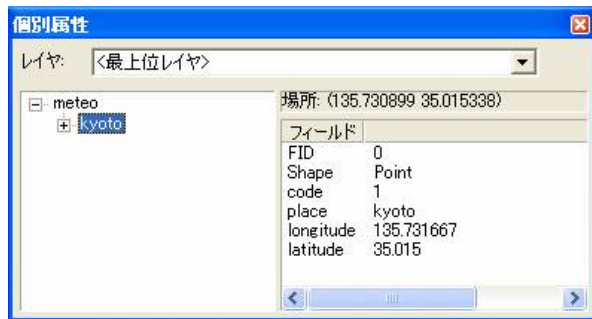 個別属性
レイヤ: <最上位レイヤ>
meteo
kyoto
場所: (135.730899 35.015338)
フィールド
FID 0
Shape Point
code 1
place kyoto
longitude 135.731667
latitude 35.015